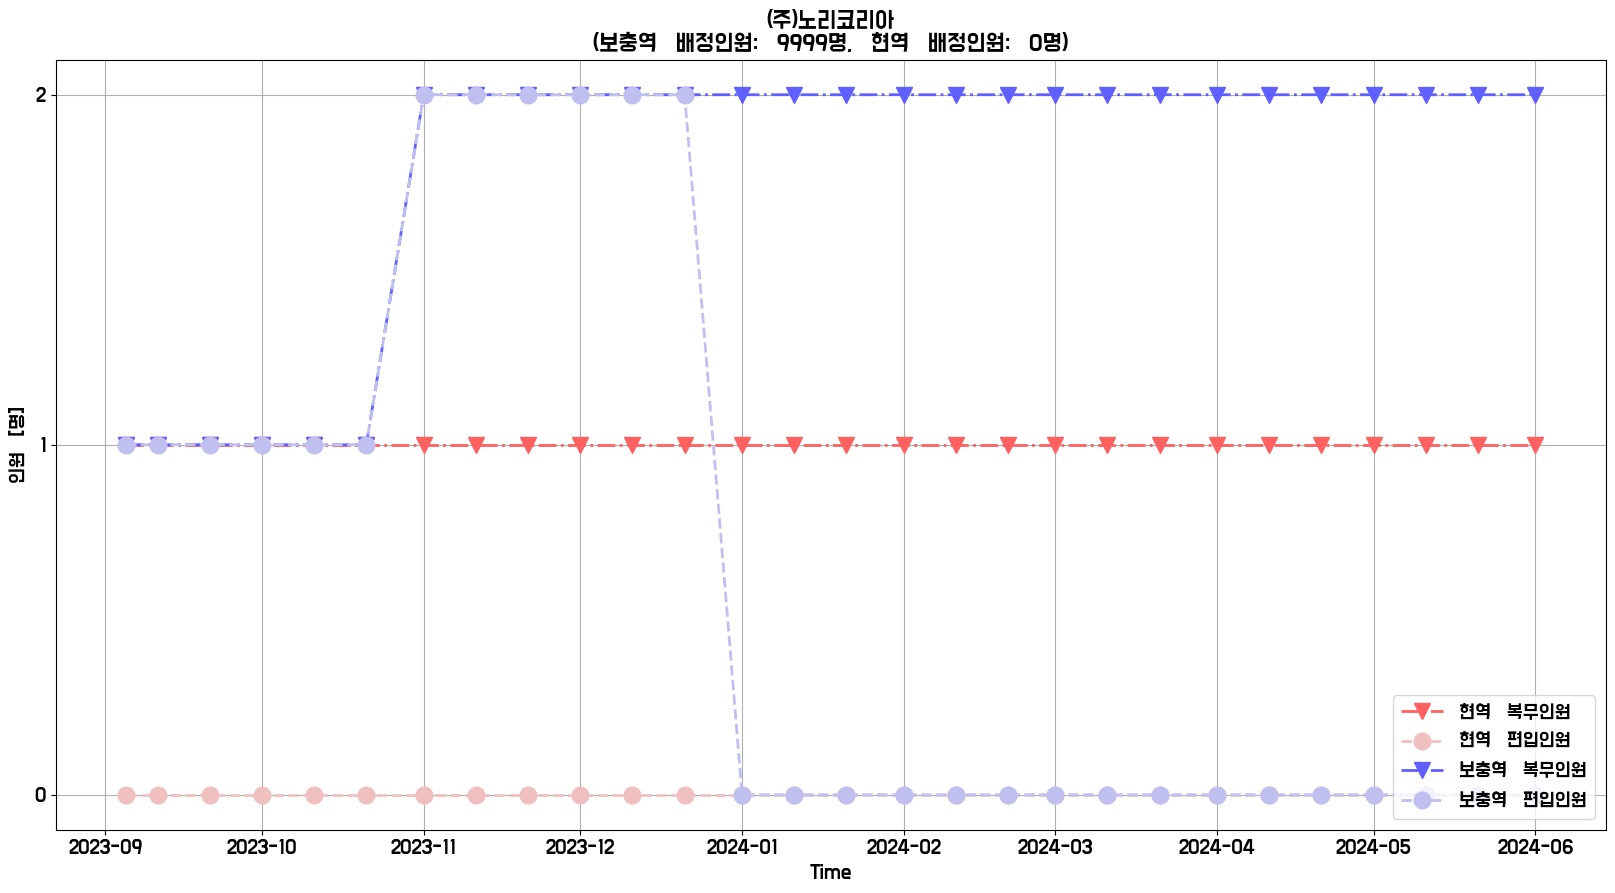 (주)노리코리아
(보충역 배정인원: 9999명, 현역 배정인원: 0명)
2
1
0
인원 [명]
2023-09 2023-10 2023-11 2023-12 2024-01 2024-02 2024-03 2024-04 2024-05 2024-06
Time
현역 복무인원
현역 편입인원
보충역 복무인원
보충역 편입인원